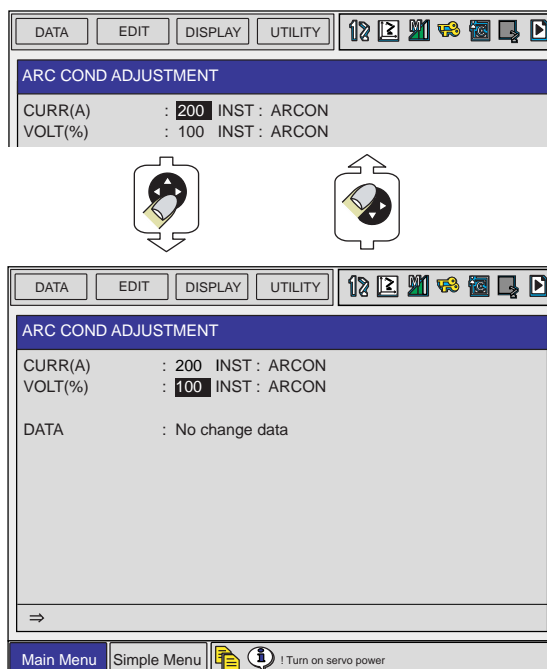 DATA EDIT DISPLAY UTILITY
ARC COND ADJUSTMENT
CURR(A) : 200 INST : ARCON
VOLT(%) : 100 INST : ARCON
DATA EDIT DISPLAY UTILITY
ARC COND ADJUSTMENT
CURR(A) : 200 INST : ARCON
VOLT(%) : 100 INST : ARCON
DATA : No change data
⇒
Main Menu Simple Menu ! Turn on servo power